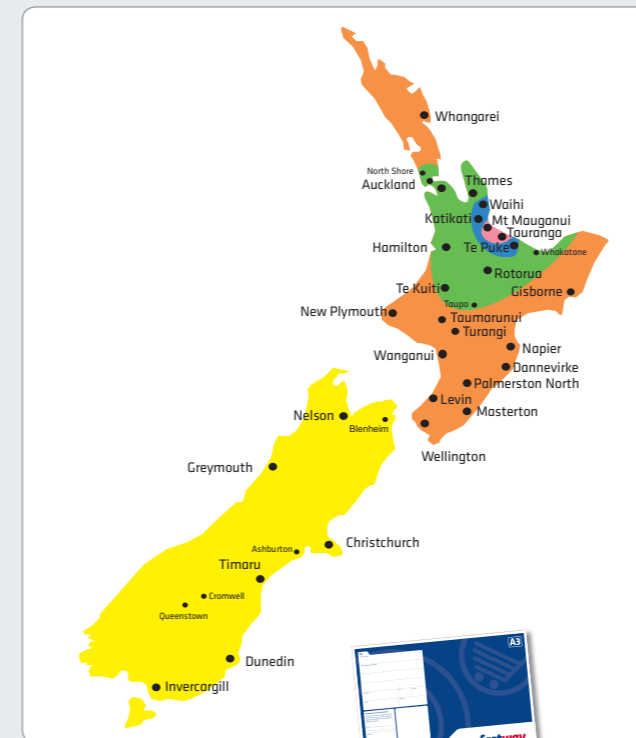 Whangarei
North Shore
Auckland
Thames
Waihi
Katikati
Mt Mauganui
Tauranga
Hamilton
Te Puke
Whakatane
Rotorua
Te Kuiti
Gisborne
Taupo
New Plymouth
Taumarunui
Turangi
Napier
Wanganui
Dannevirke
Palmerston North
Levin
Masterton
Nelson
Blenheim
Wellington
Greymouth
Christchurch
Ashburton
Timaru
Cromwell
Queenstown
Dunedin
Invercargill
A3